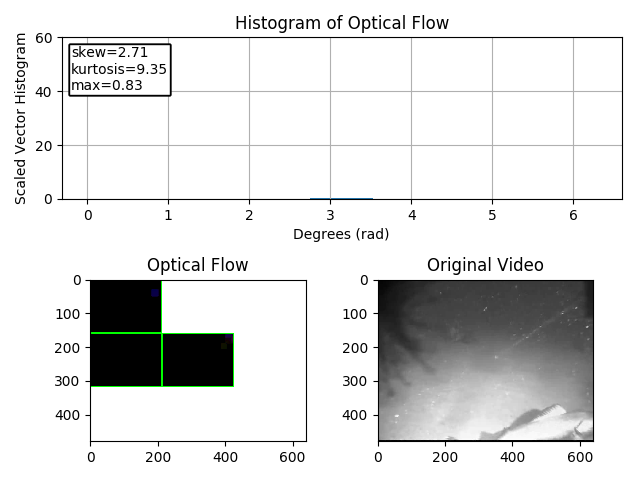 Histogram of Optical Flow
Scaled Vector Histogram
60
40
20
0
skew=2.71
kurtosis=9.35
max=0.83
0 1 2 3 4 5 6
Degrees (rad)
Optical Flow
0
100
200
300
400
0 200 400 600
Original Video
0
100
200
300
400
0 200 400 600